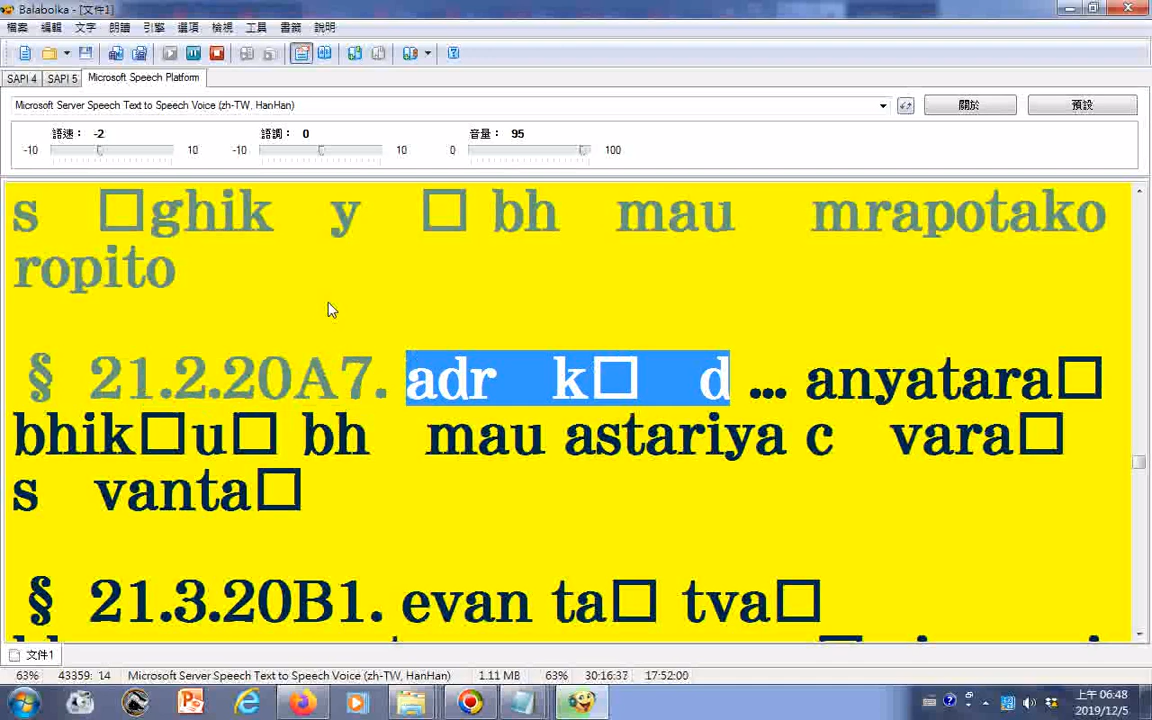 Balabolka - [文件1]
檔案 編輯 文字 朗讀 引擎 選項 檢視 工具 書籤 說明
SAPI 4 SAPI 5 Microsoft Speech Platform
Microsoft Server Speech Text to Speech Voice (zh-TW, HanHan)
關於 預設
語速： -2 語調： 0 音量： 95
-10 10 -10 10 0 100
s □ghik y □ bh mau mrapotako
ropito
§ 21.2.20A7. adr k□ d ... anyatara□
bhik□u□ bh mau astariya c vara□
s vanta□
§ 21.3.20B1. evan ta□ tva□
文件1
63% 43359: 14 Microsoft Server Speech Text to Speech Voice (zh-TW, HanHan) 1.11 MB 63% 30:16:37 17:52:00
上午 06:48
2019/12/5